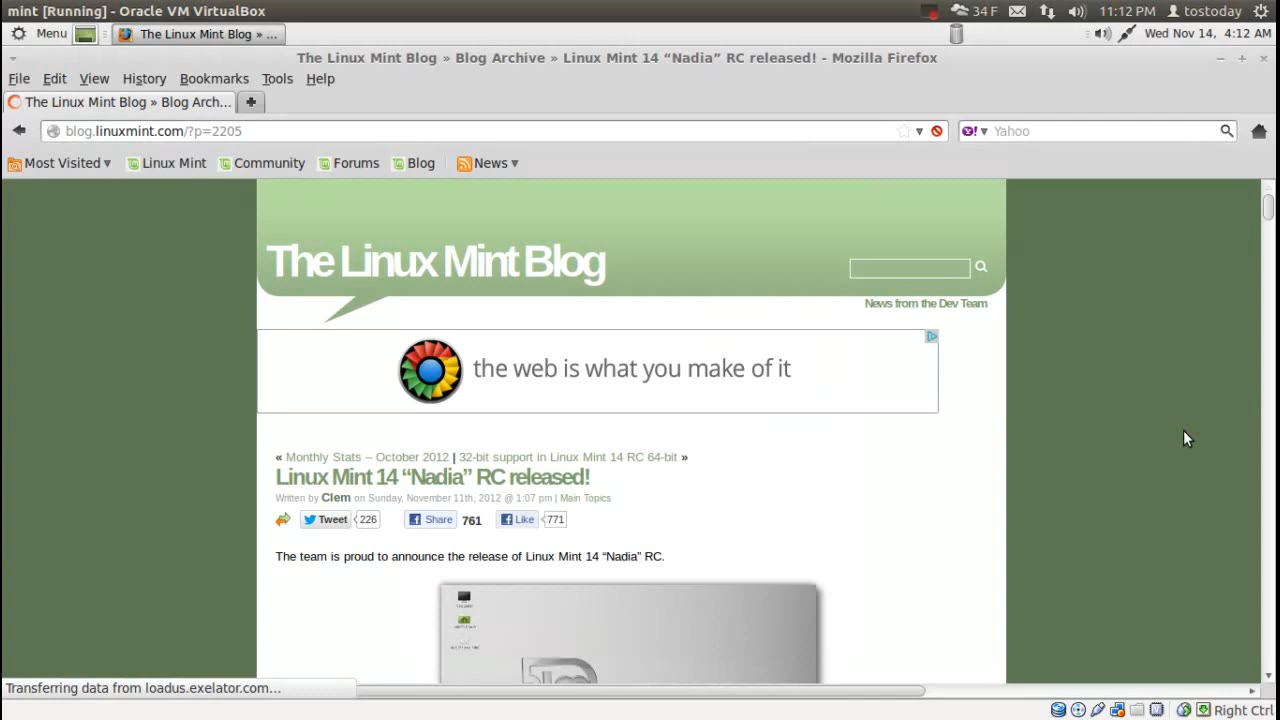 mint [Running] - Oracle VM VirtualBox
34 F
11:12 PM
tostoday
Menu
The Linux Mint Blog » ...
Wed Nov 14, 4:12 AM
The Linux Mint Blog » Blog Archive » Linux Mint 14 “Nadia” RC released! - Mozilla Firefox
File Edit View History Bookmarks Tools Help
The Linux Mint Blog » Blog Arch...
blog.linuxmint.com/?p=2205
Yahoo
Most Visited
Linux Mint
Community
Forums
Blog
News
The Linux Mint Blog
News from the Dev Team
the web is what you make of it
« Monthly Stats – October 2012 | 32-bit support in Linux Mint 14 RC 64-bit »
Linux Mint 14 “Nadia” RC released!
Written by Clem on Sunday, November 11th, 2012 @ 1:07 pm | Main Topics
Tweet 226 Share 761 Like 771
The team is proud to announce the release of Linux Mint 14 “Nadia” RC.
Transferring data from loadus.exelator.com...
Right Ctrl